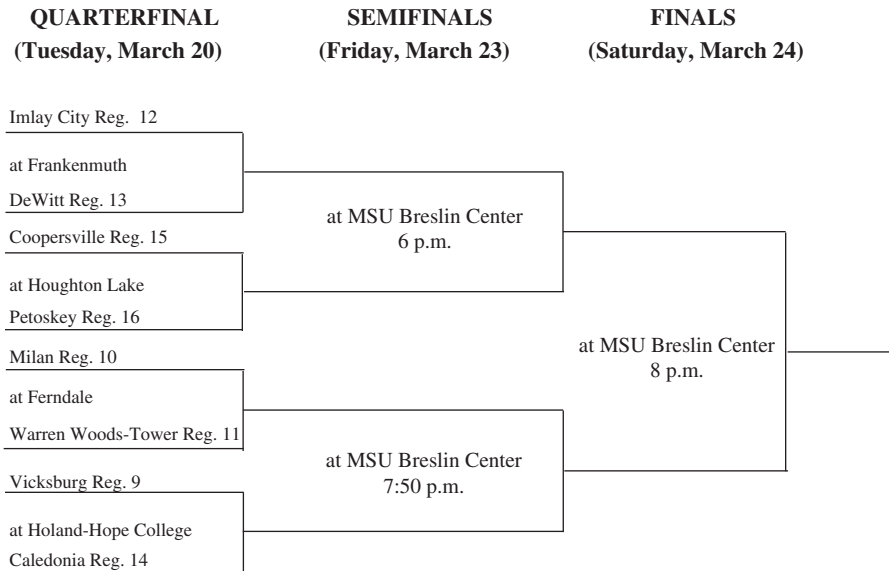 QUARTERFINAL SEMIFINALS FINALS
(Tuesday, March 20) (Friday, March 23) (Saturday, March 24)
Imlay City Reg. 12
at Frankenmuth
DeWitt Reg. 13
at MSU Breslin Center
6 p.m.
Coopersville Reg. 15
at Houghton Lake
Petoskey Reg. 16
at MSU Breslin Center
8 p.m.
Milan Reg. 10
at Ferndale
Warren Woods-Tower Reg. 11
at MSU Breslin Center
7:50 p.m.
Vicksburg Reg. 9
at Holand-Hope College
Caledonia Reg. 14